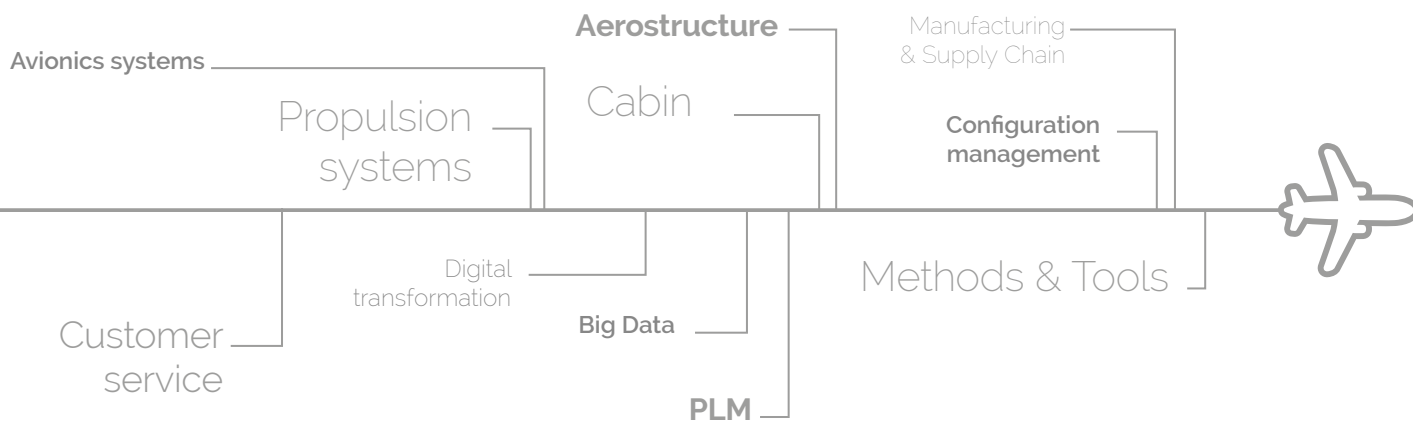 Aerostructure
Manufacturing
& Supply Chain
Avionics systems
Propulsion
systems
Cabin
Configuration
management
Digital
transformation
Methods & Tools
Customer
service
Big Data
PLM